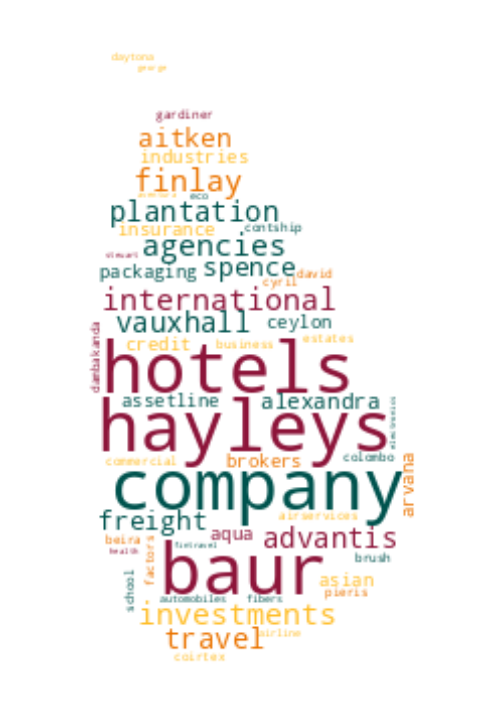 daytona
george
gardiner
aitken
industries
finlay
eco
plantation
insurance contship
agencies
steuart
packaging spence david
cyril
international
vauxhall ceylon
dambakanda
credit business estates
hotels
assetline alexandra
electronics
hayleys
commercial brokers colombo
arvana
company
freight airservices
beira aqua advantis
health factors fintravel
baur brush
school asian
pieris
automobiles fibers
investments
travel airline
coirtex